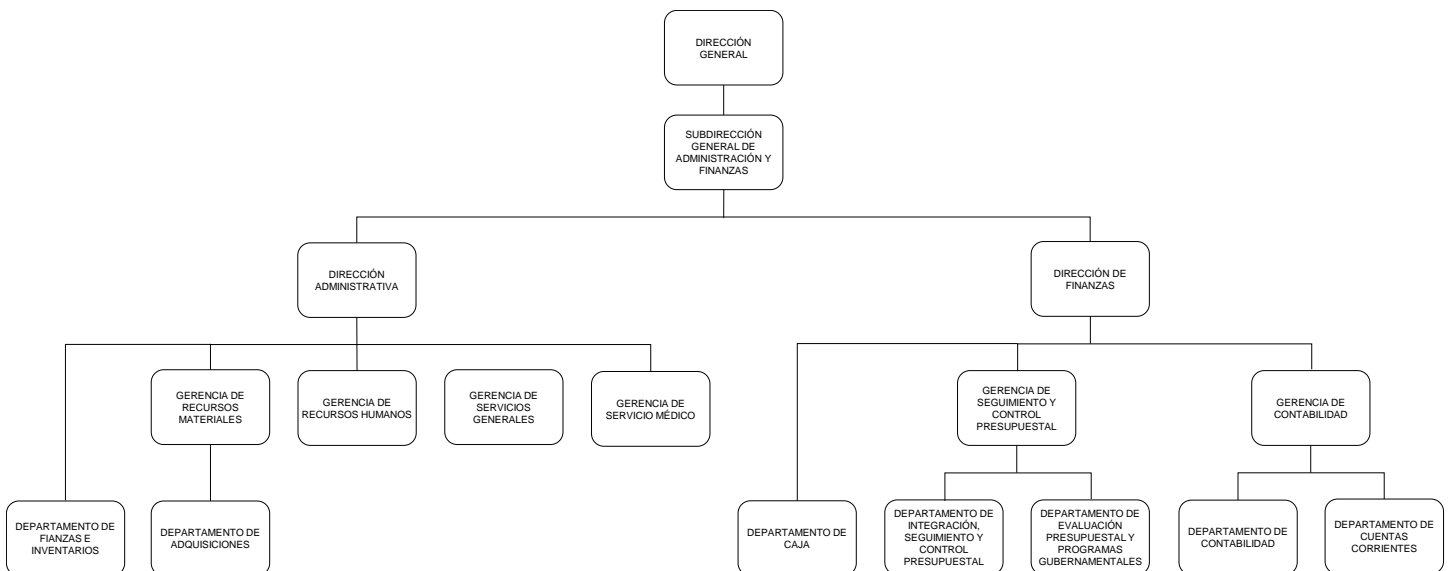 DIRECCIÓN
GENERAL
SUBDIRECCIÓN
GENERAL DE
ADMINISTRACIÓN Y
FINANZAS
DIRECCIÓN
ADMINISTRATIVA
DIRECCIÓN DE
FINANZAS
GERENCIA DE
RECURSOS
MATERIALES
GERENCIA DE
RECURSOS HUMANOS
GERENCIA DE
SERVICIOS
GENERALES
GERENCIA DE
SERVICIO MÉDICO
GERENCIA DE
SEGUIMIENTO Y
CONTROL
PRESUPUESTAL
GERENCIA DE
CONTABILIDAD
DEPARTAMENTO DE
FIANZAS E
INVENTARIOS
DEPARTAMENTO DE
ADQUISICIONES
DEPARTAMENTO DE
CAJA
DEPARTAMENTO DE
INTEGRACIÓN,
SEGUIMIENTO Y
CONTROL
PRESUPUESTAL
DEPARTAMENTO DE
EVALUACIÓN
PRESUPUESTAL Y
PROGRAMAS
GUBERNAMENTALES
DEPARTAMENTO DE
CONTABILIDAD
DEPARTAMENTO DE
CUENTAS
CORRIENTES